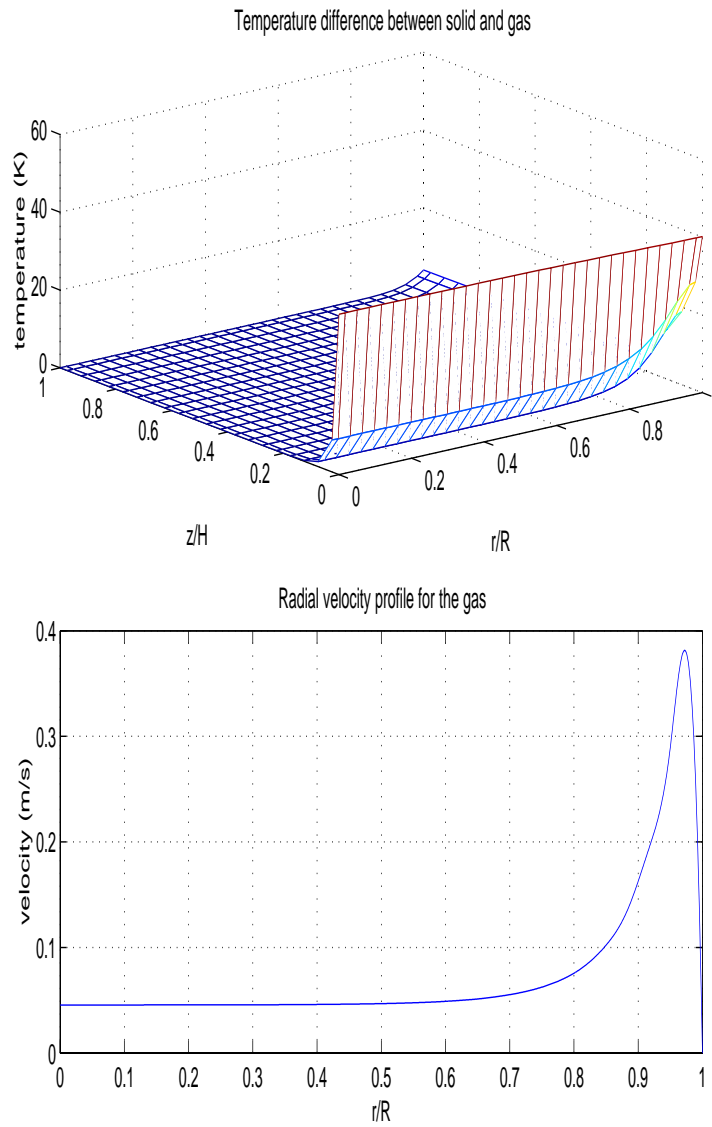 Temperature difference between solid and gas
60
40
20
0
temperature (K)
1
0.8
0.6
0.4
0.2
0
z/H
0
0.2
0.4
0.6
0.8
r/R
Radial velocity profile for the gas
0.4
0.3
0.2
0.1
0
velocity (m/s)
0 0.1 0.2 0.3 0.4 0.5 0.6 0.7 0.8 0.9 1
r/R